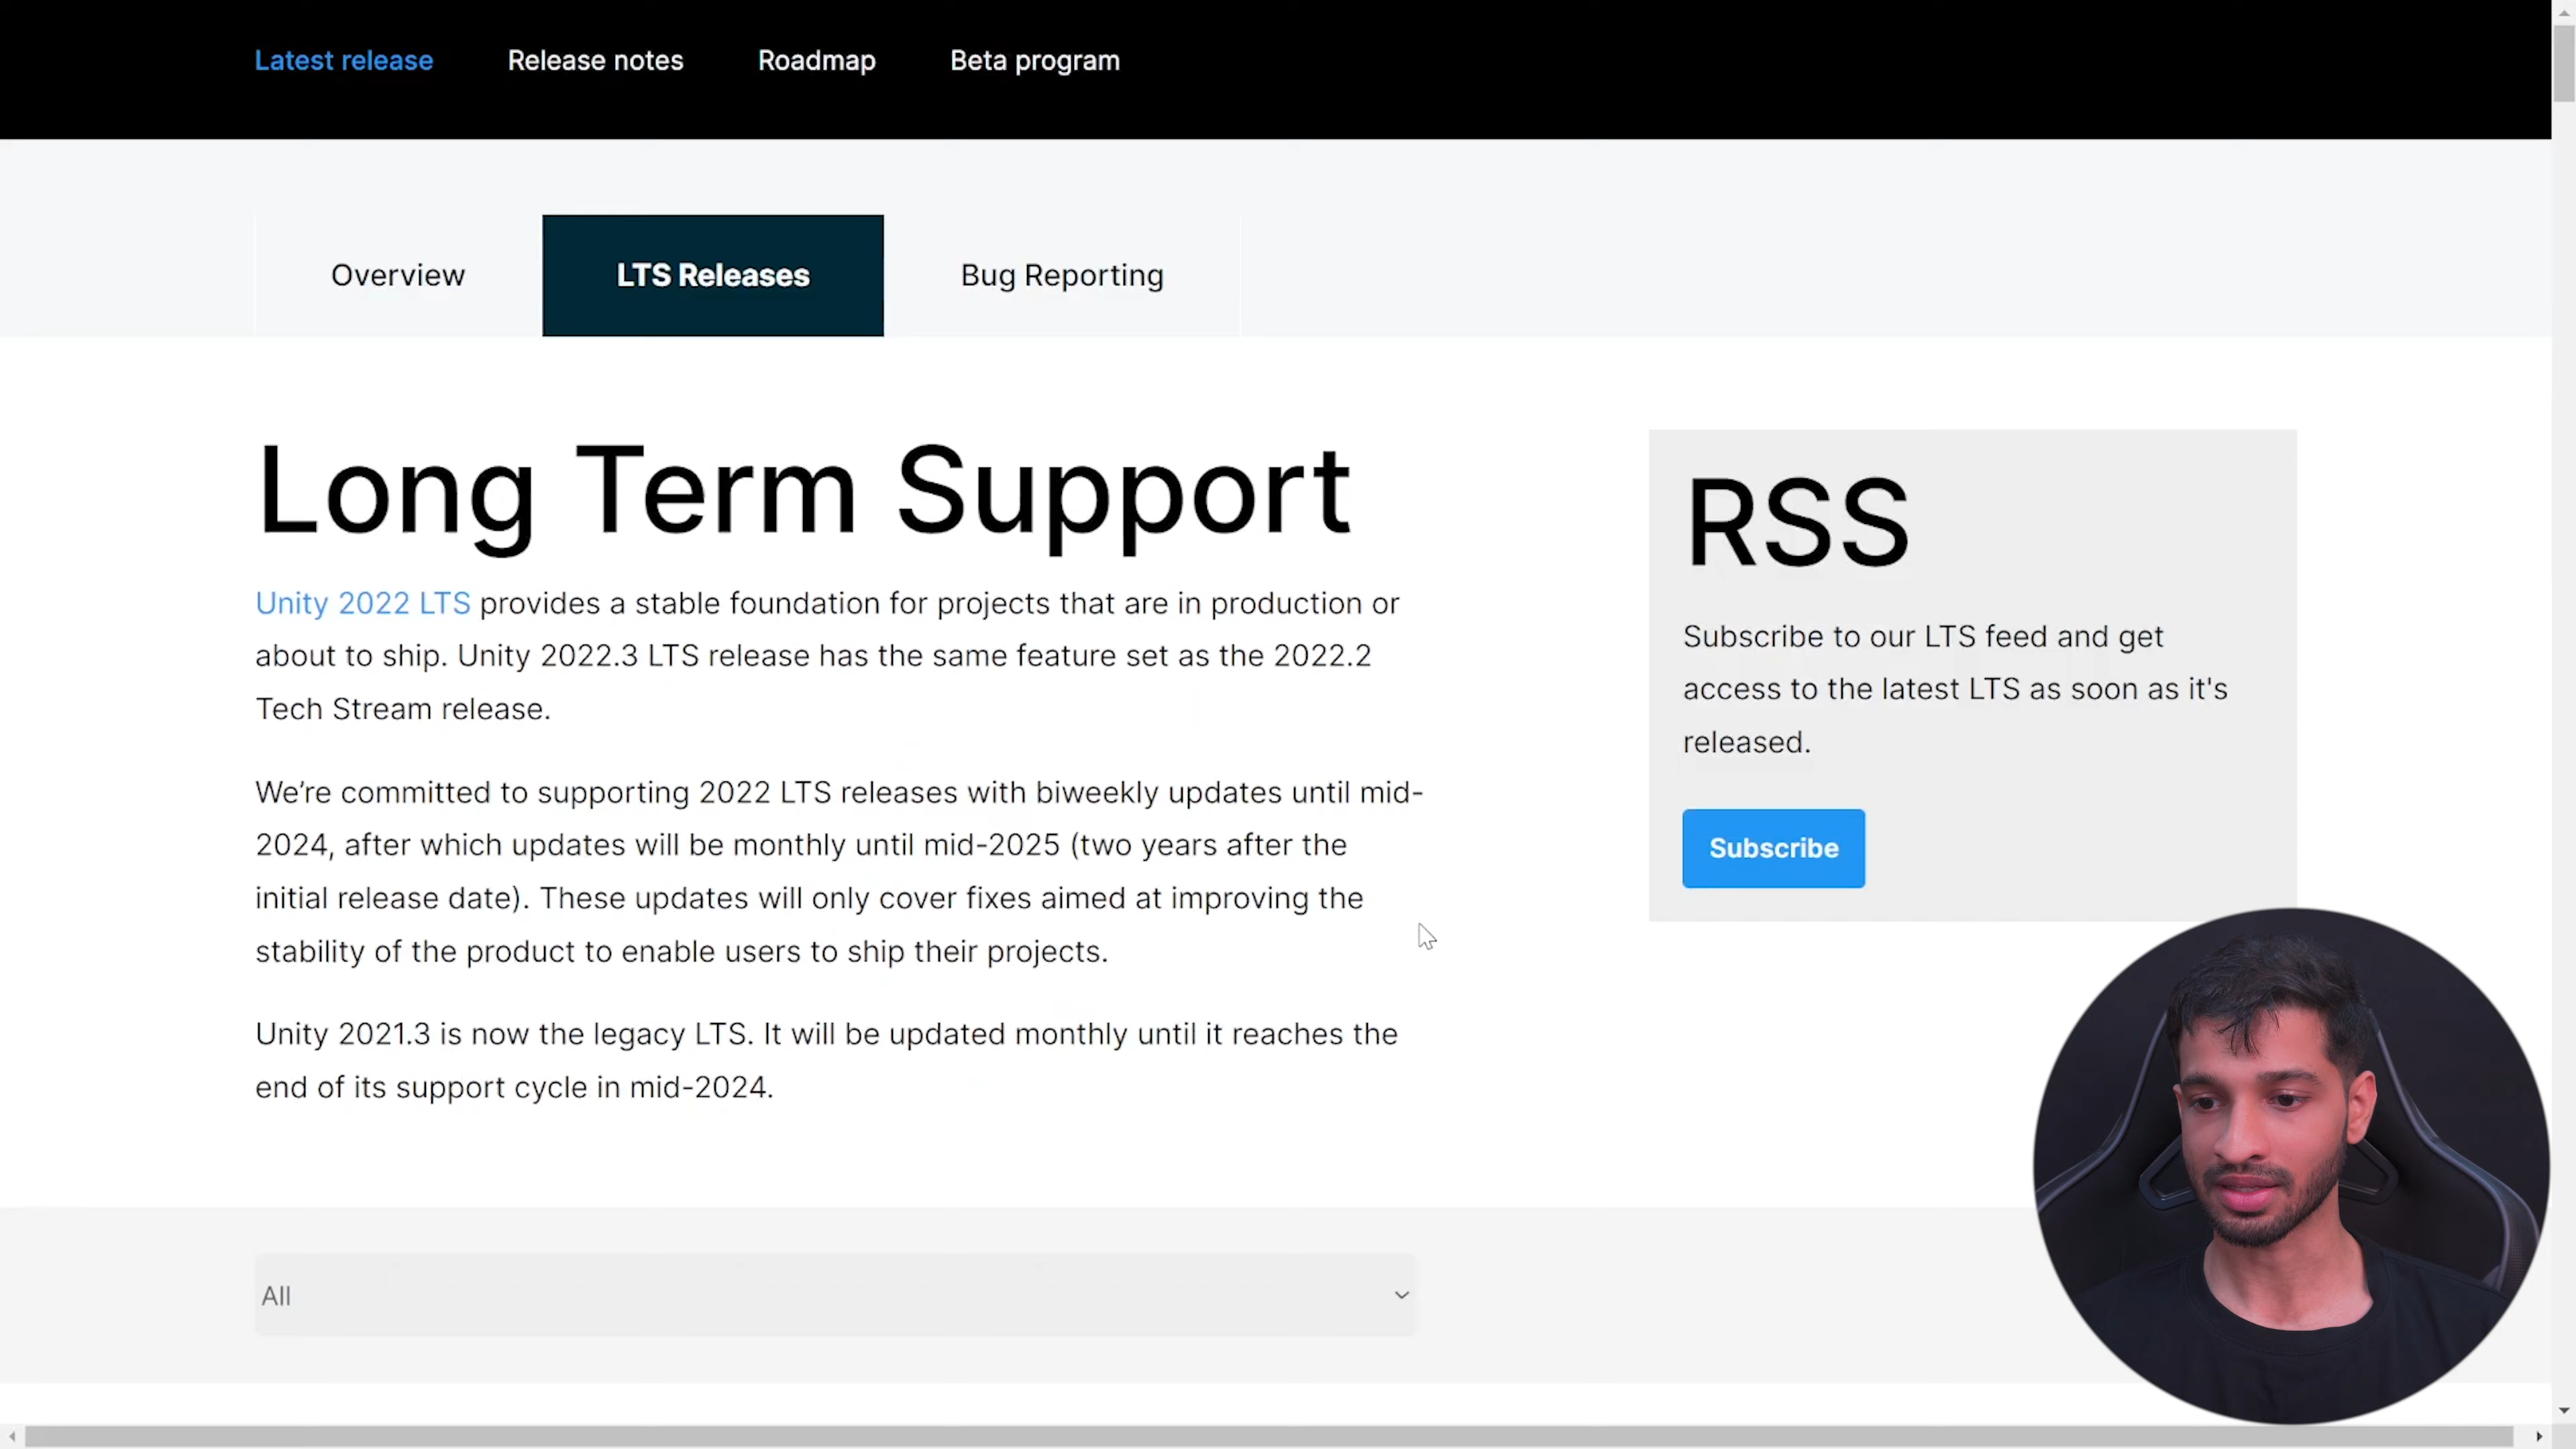 Latest release Release notes Roadmap Beta program
Overview LTS Releases Bug Reporting
Long Term Support
Unity 2022 LTS provides a stable foundation for projects that are in production or
about to ship. Unity 2022.3 LTS release has the same feature set as the 2022.2
Tech Stream release.
We’re committed to supporting 2022 LTS releases with biweekly updates until mid-
2024, after which updates will be monthly until mid-2025 (two years after the
initial release date). These updates will only cover fixes aimed at improving the
stability of the product to enable users to ship their projects.
Unity 2021.3 is now the legacy LTS. It will be updated monthly until it reaches the
end of its support cycle in mid-2024.
RSS
Subscribe to our LTS feed and get
access to the latest LTS as soon as it's
released.
Subscribe
All